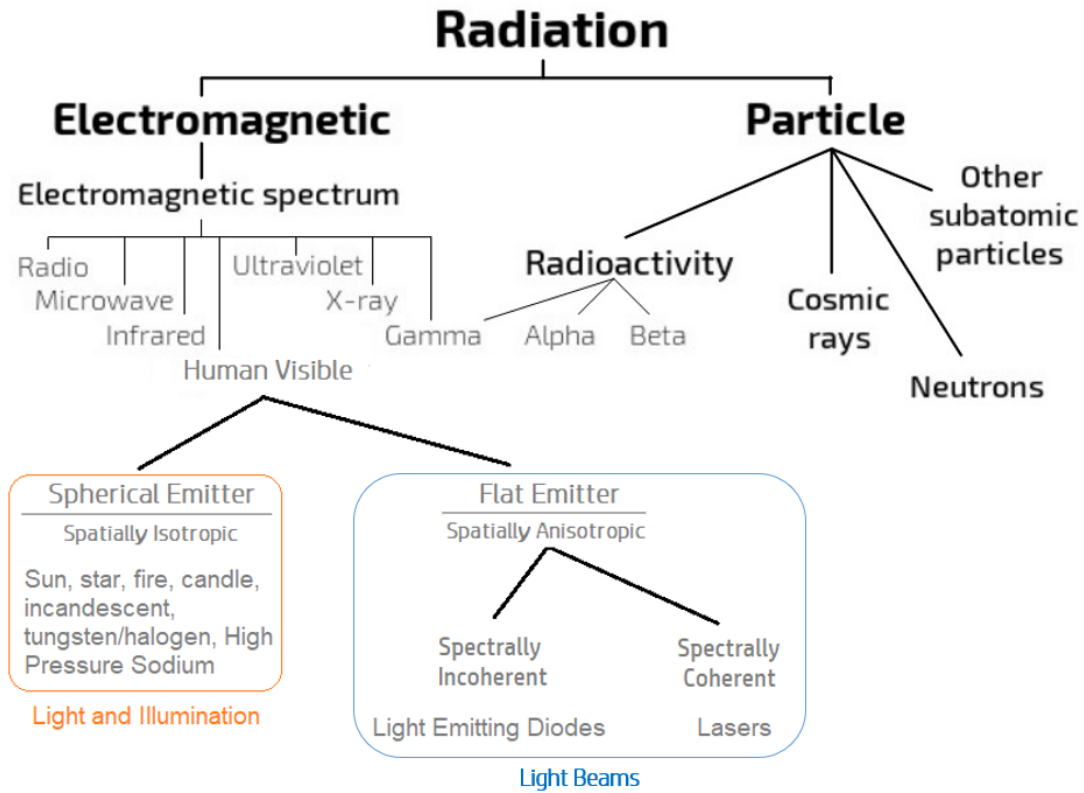 Radiation
Electromagnetic
Particle
Electromagnetic spectrum
Other
subatomic
particles
Radio
Ultraviolet
Radioactivity
Microwave
X-ray
Cosmic
rays
Infrared
Gamma
Alpha
Beta
Human Visible
Neutrons
Spherical Emitter
Spatially Isotropic
Sun, star, fire, candle,
incandescent,
tungsten/halogen, High
Pressure Sodium
Light and Illumination
Flat Emitter
Spatially Anisotropic
Spectrally
Incoherent
Spectrally
Coherent
Light Emitting Diodes
Lasers
Light Beams